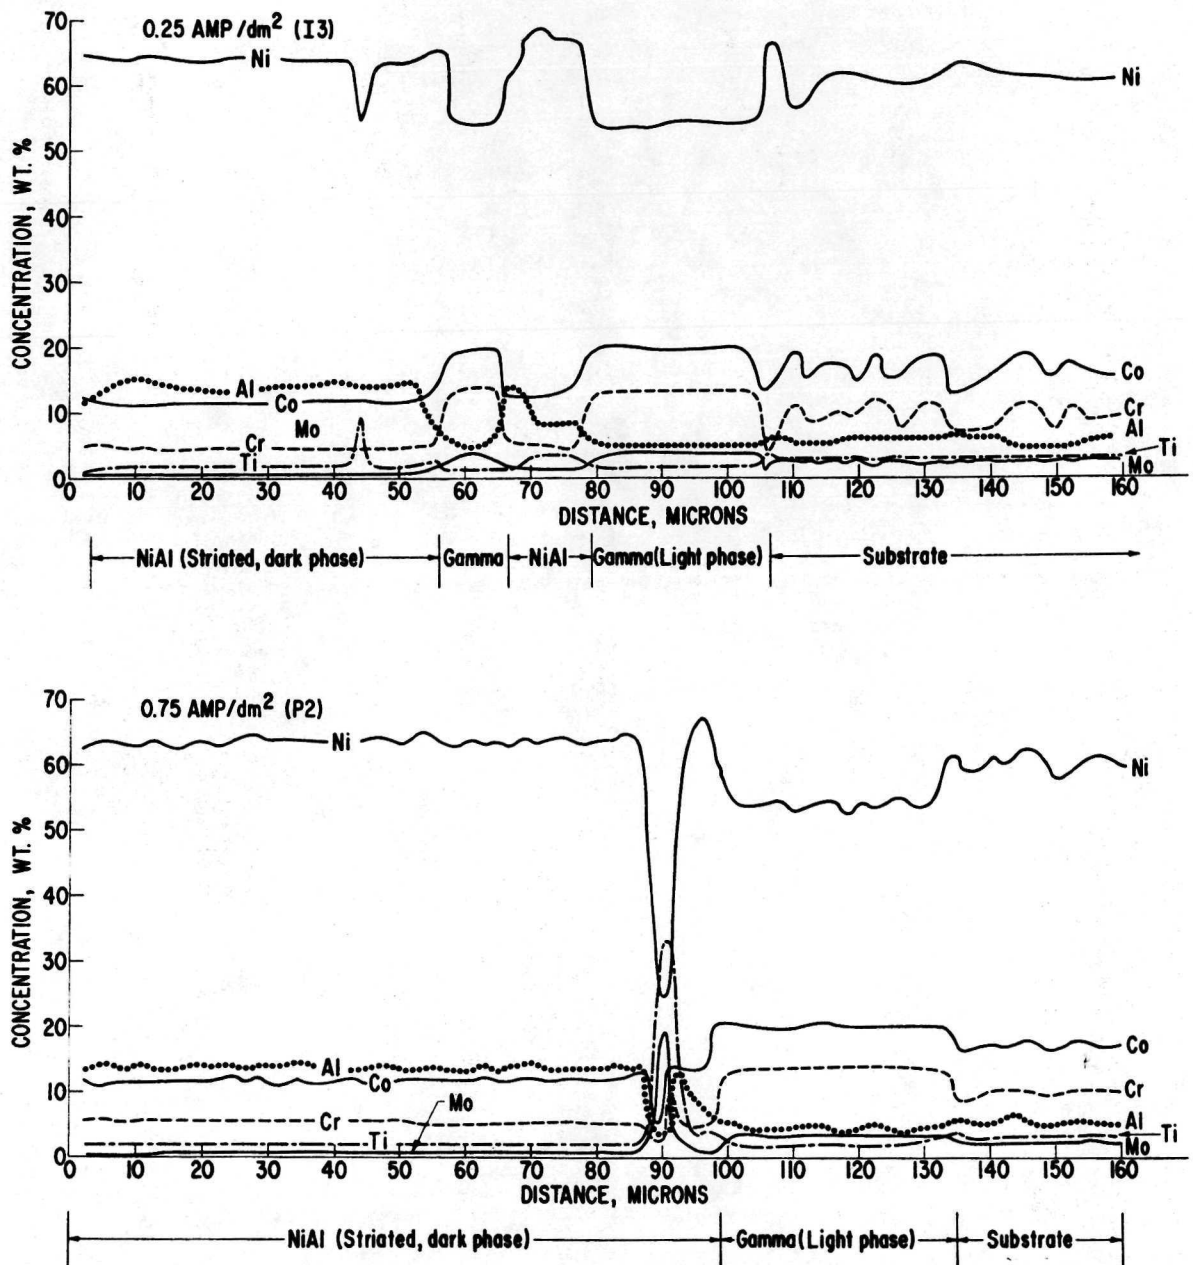 0.25 AMP/dm² (I3)
70
60
50
40
30
20
10
0
CONCENTRATION, WT. %
Ni
Ni
Al
Co
Mo
Cr
Ti
Co
Cr
Al
Ti
Mo
0 10 20 30 40 50 60 70 80 90 100 110 120 130 140 150 160
DISTANCE, MICRONS
NiAl (Striated, dark phase) Gamma NiAl Gamma(Light phase) Substrate
0.75 AMP/dm² (P2)
70
60
50
40
30
20
10
0
CONCENTRATION, WT. %
Ni
Ni
Al
Co
Mo
Cr
Ti
Co
Cr
Al
Ti
Mo
0 10 20 30 40 50 60 70 80 90 100 110 120 130 140 150 160
DISTANCE, MICRONS
NiAl (Striated, dark phase) Gamma(Light phase) Substrate